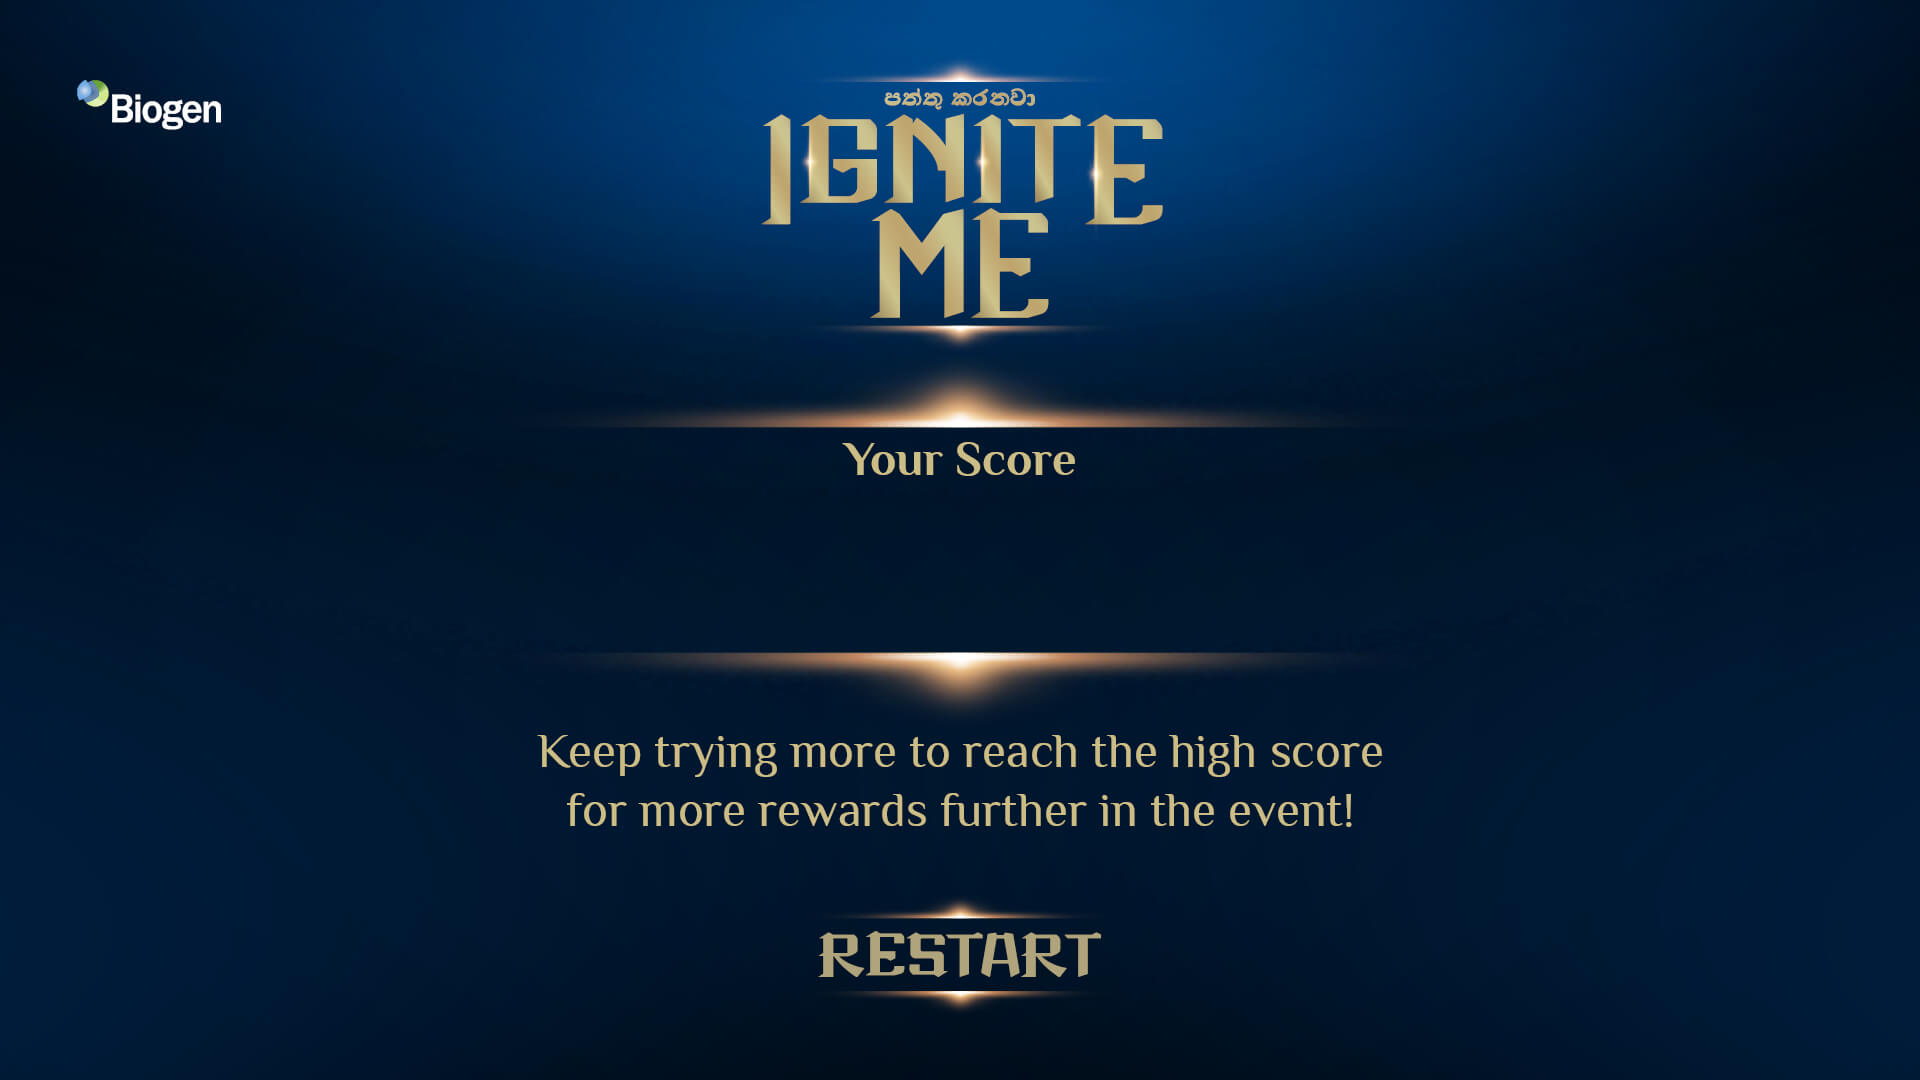 Biogen
පත්තු කරනවා
IGNITE
ME
Your Score
Keep trying more to reach the high score
for more rewards further in the event!
RESTART